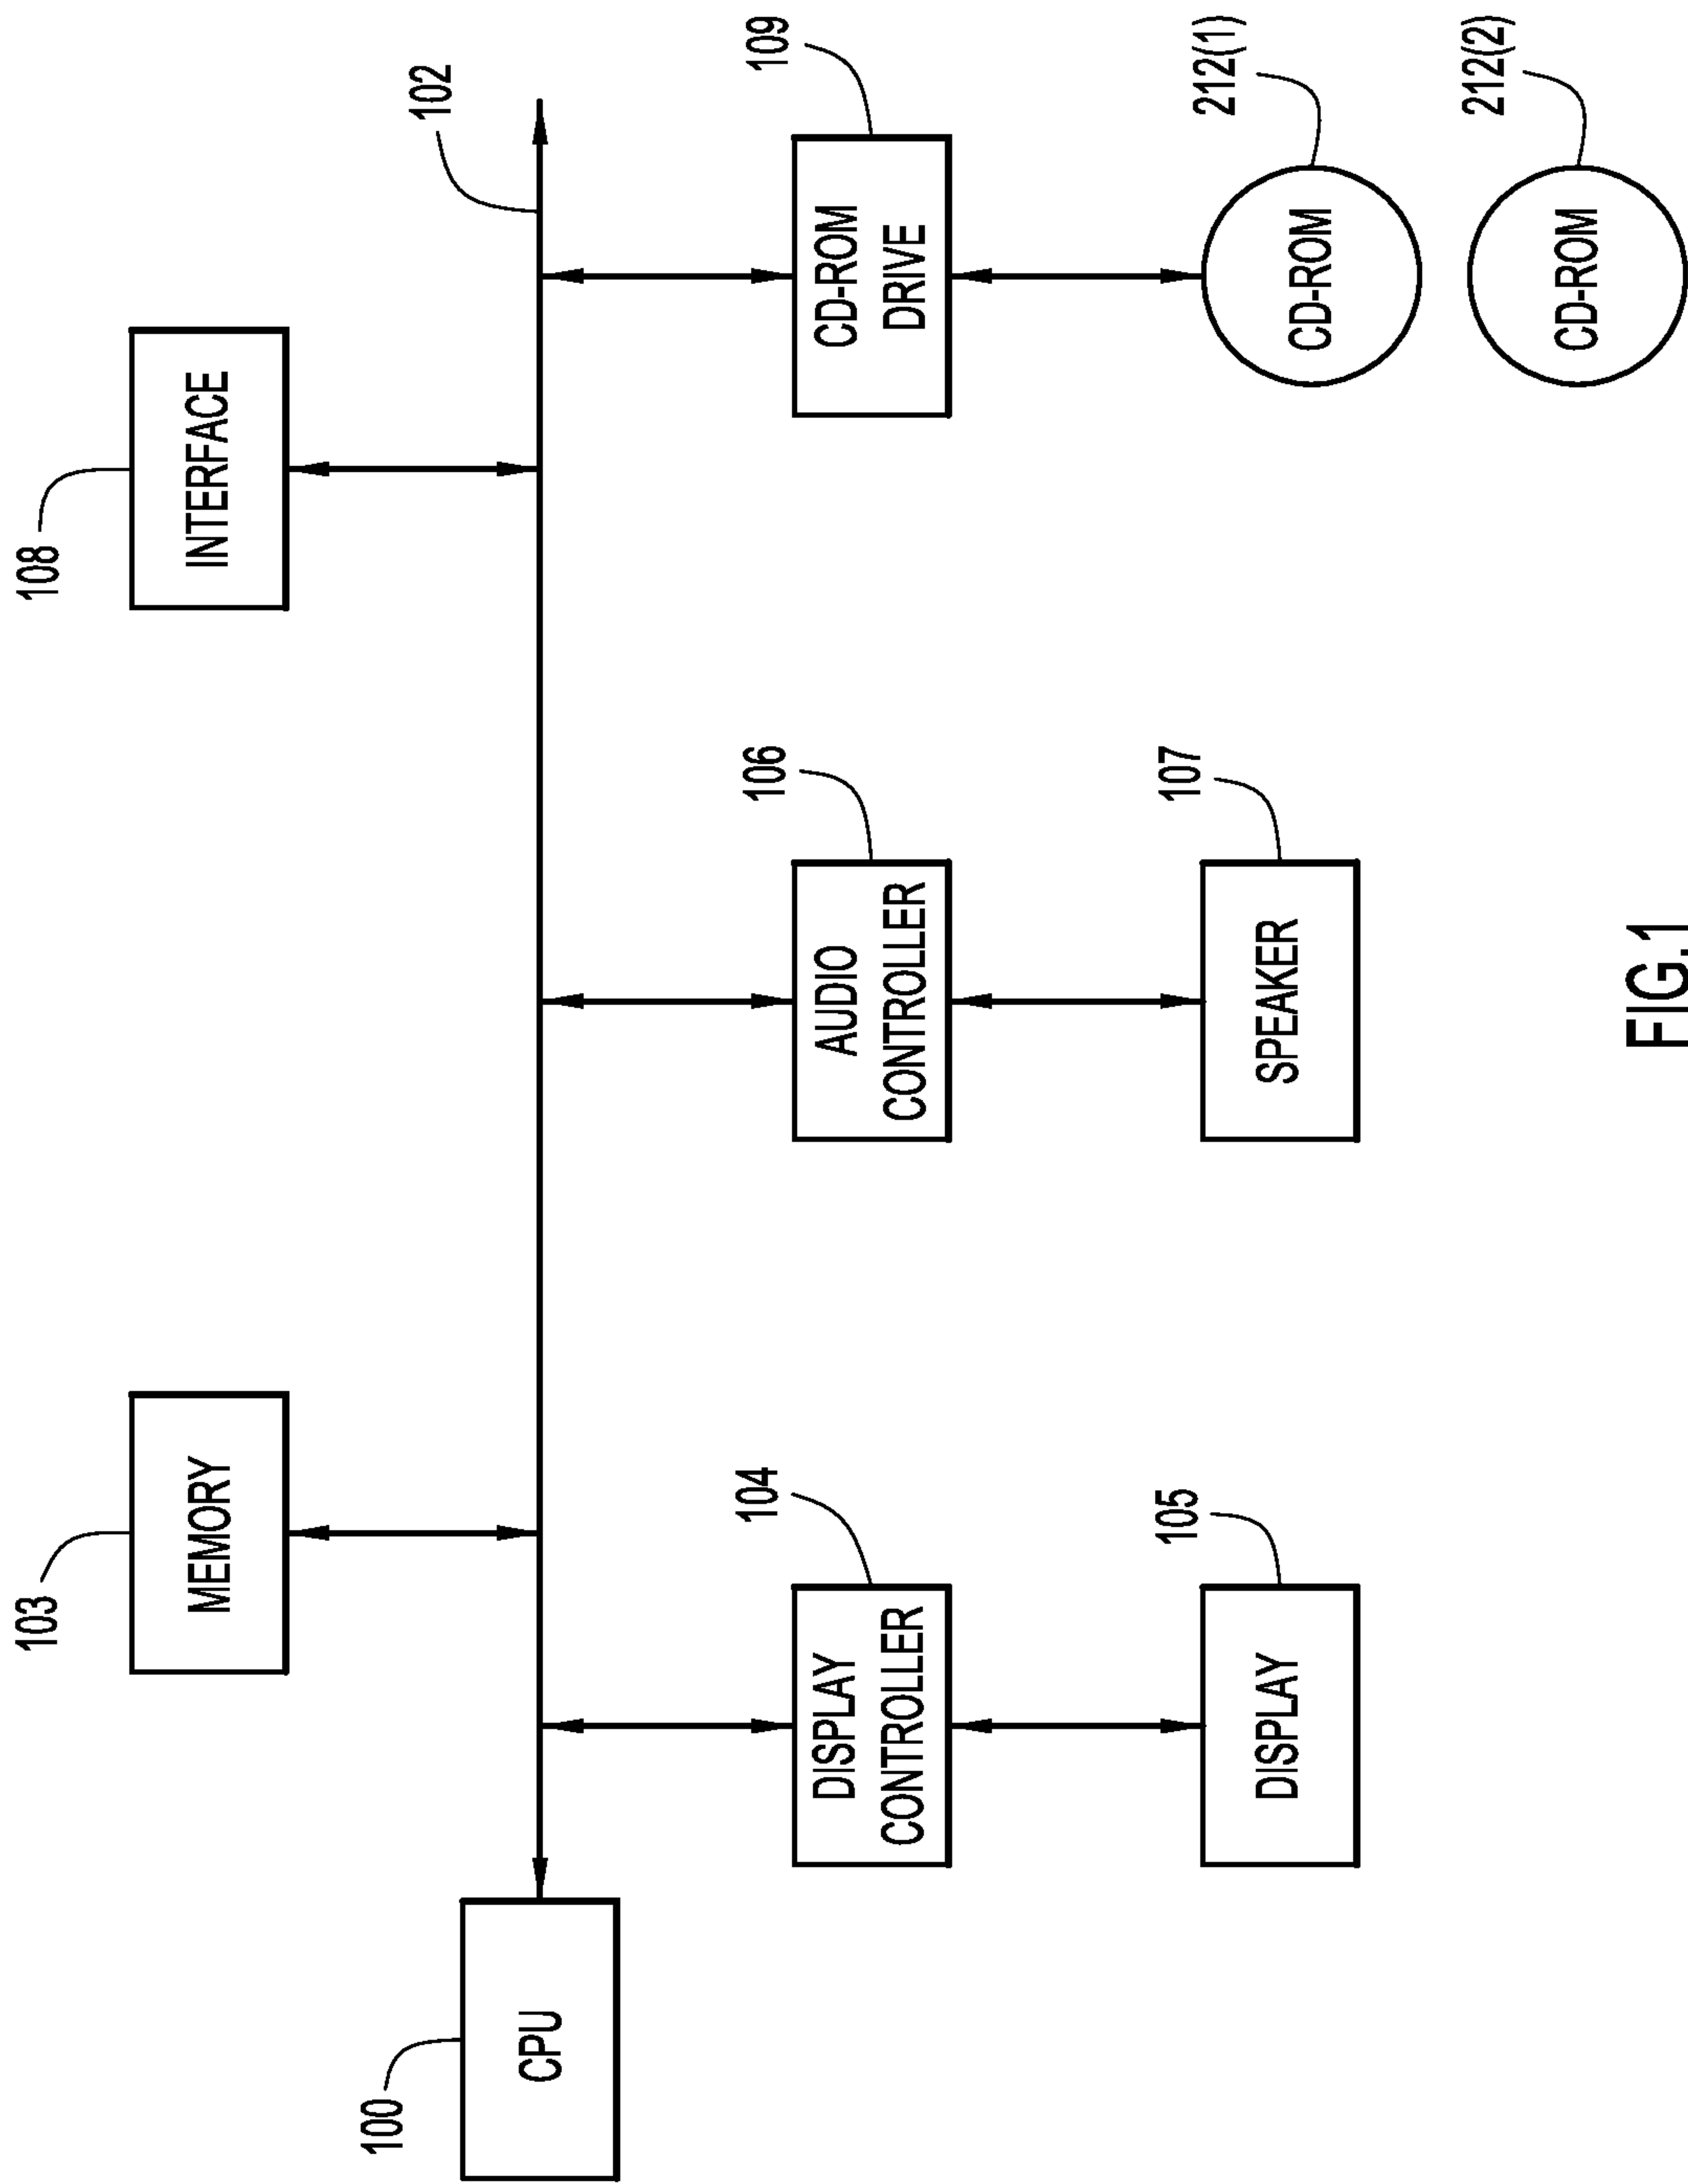 103
MEMORY
108
INTERFACE
100
CPU
102
104
DISPLAY
CONTROLLER
106
AUDIO
CONTROLLER
109
CD-ROM
DRIVE
105
DISPLAY
107
SPEAKER
212(1)
CD-ROM
212(2)
CD-ROM
FIG.1